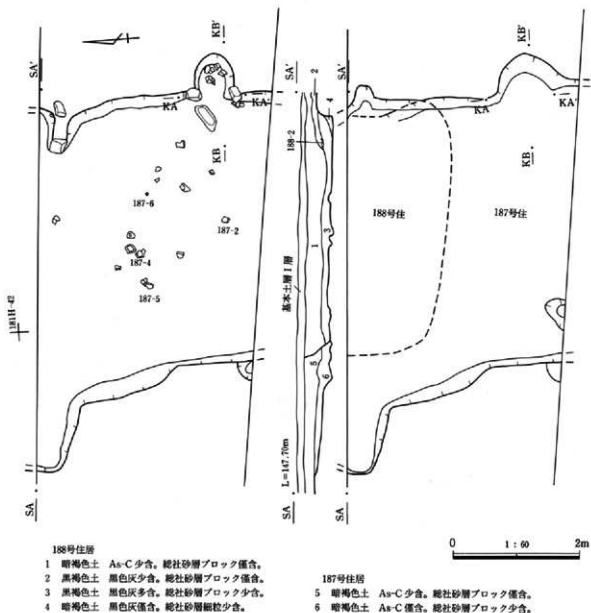 KB′
SA′
KA
KA′
KB
187-6
187-2
187-4
187-5
181H-42
SA
SA′
2
4
188-2
3
1
基本土層Ⅰ層
5
6
L=147.70m
SA
KB′
KA
KA′
KB
188号住
187号住
0 1:60 2m
188号住居
1 暗褐色土 As-C 少含。総社砂層ブロック僅含。
2 黒褐色土 黒色灰少含。総社砂層ブロック僅含。
3 黒褐色土 黒色灰多含。総社砂層ブロック少含。
4 暗褐色土 黒色灰僅含。総社砂層細粒少含。
187号住居
5 暗褐色土 As-C 少含。総社砂層ブロック僅含。
6 暗褐色土 As-C 僅含。総社砂層ブロック少含。